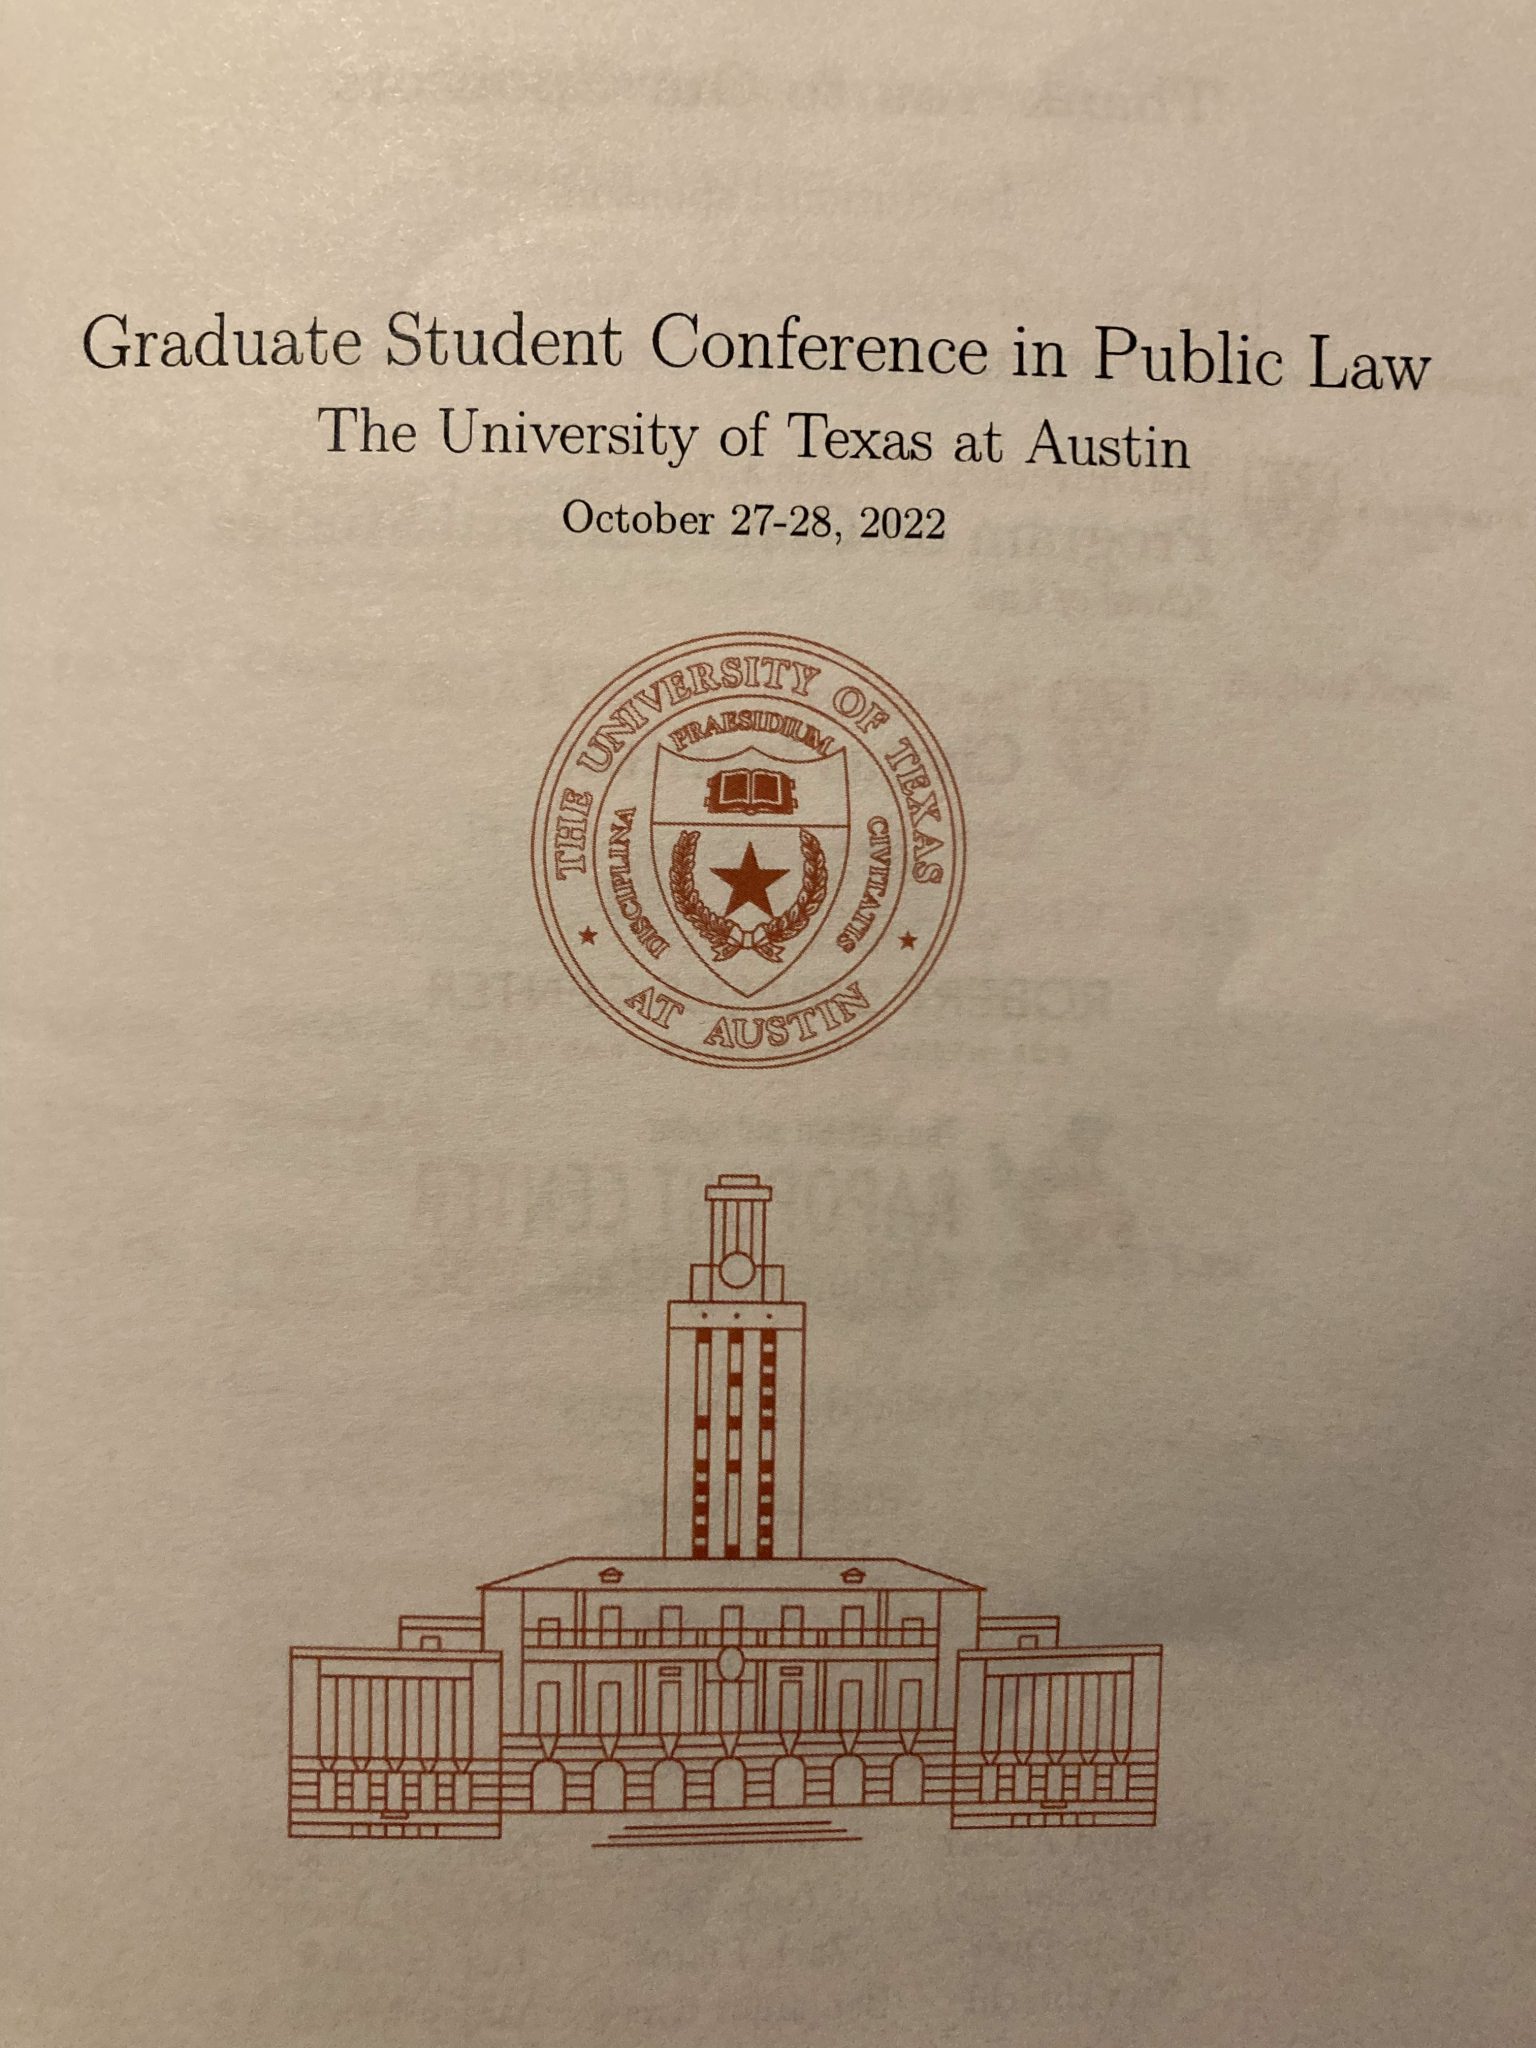 Graduate Student Conference in Public Law
The University of Texas at Austin
October 27-28, 2022
THE UNIVERSITY OF TEXAS
PRAESIDIUM
DISCIPLINA
CIVITATIS
AT AUSTIN